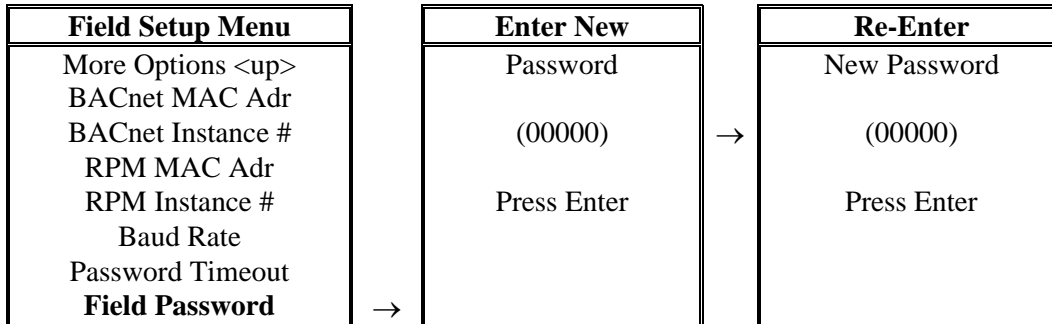 Field Setup Menu
More Options <up>
BACnet MAC Adr
BACnet Instance #
RPM MAC Adr
RPM Instance #
Baud Rate
Password Timeout
Field Password
→
Enter New
Password
(00000)
Press Enter
→
Re-Enter
New Password
(00000)
Press Enter